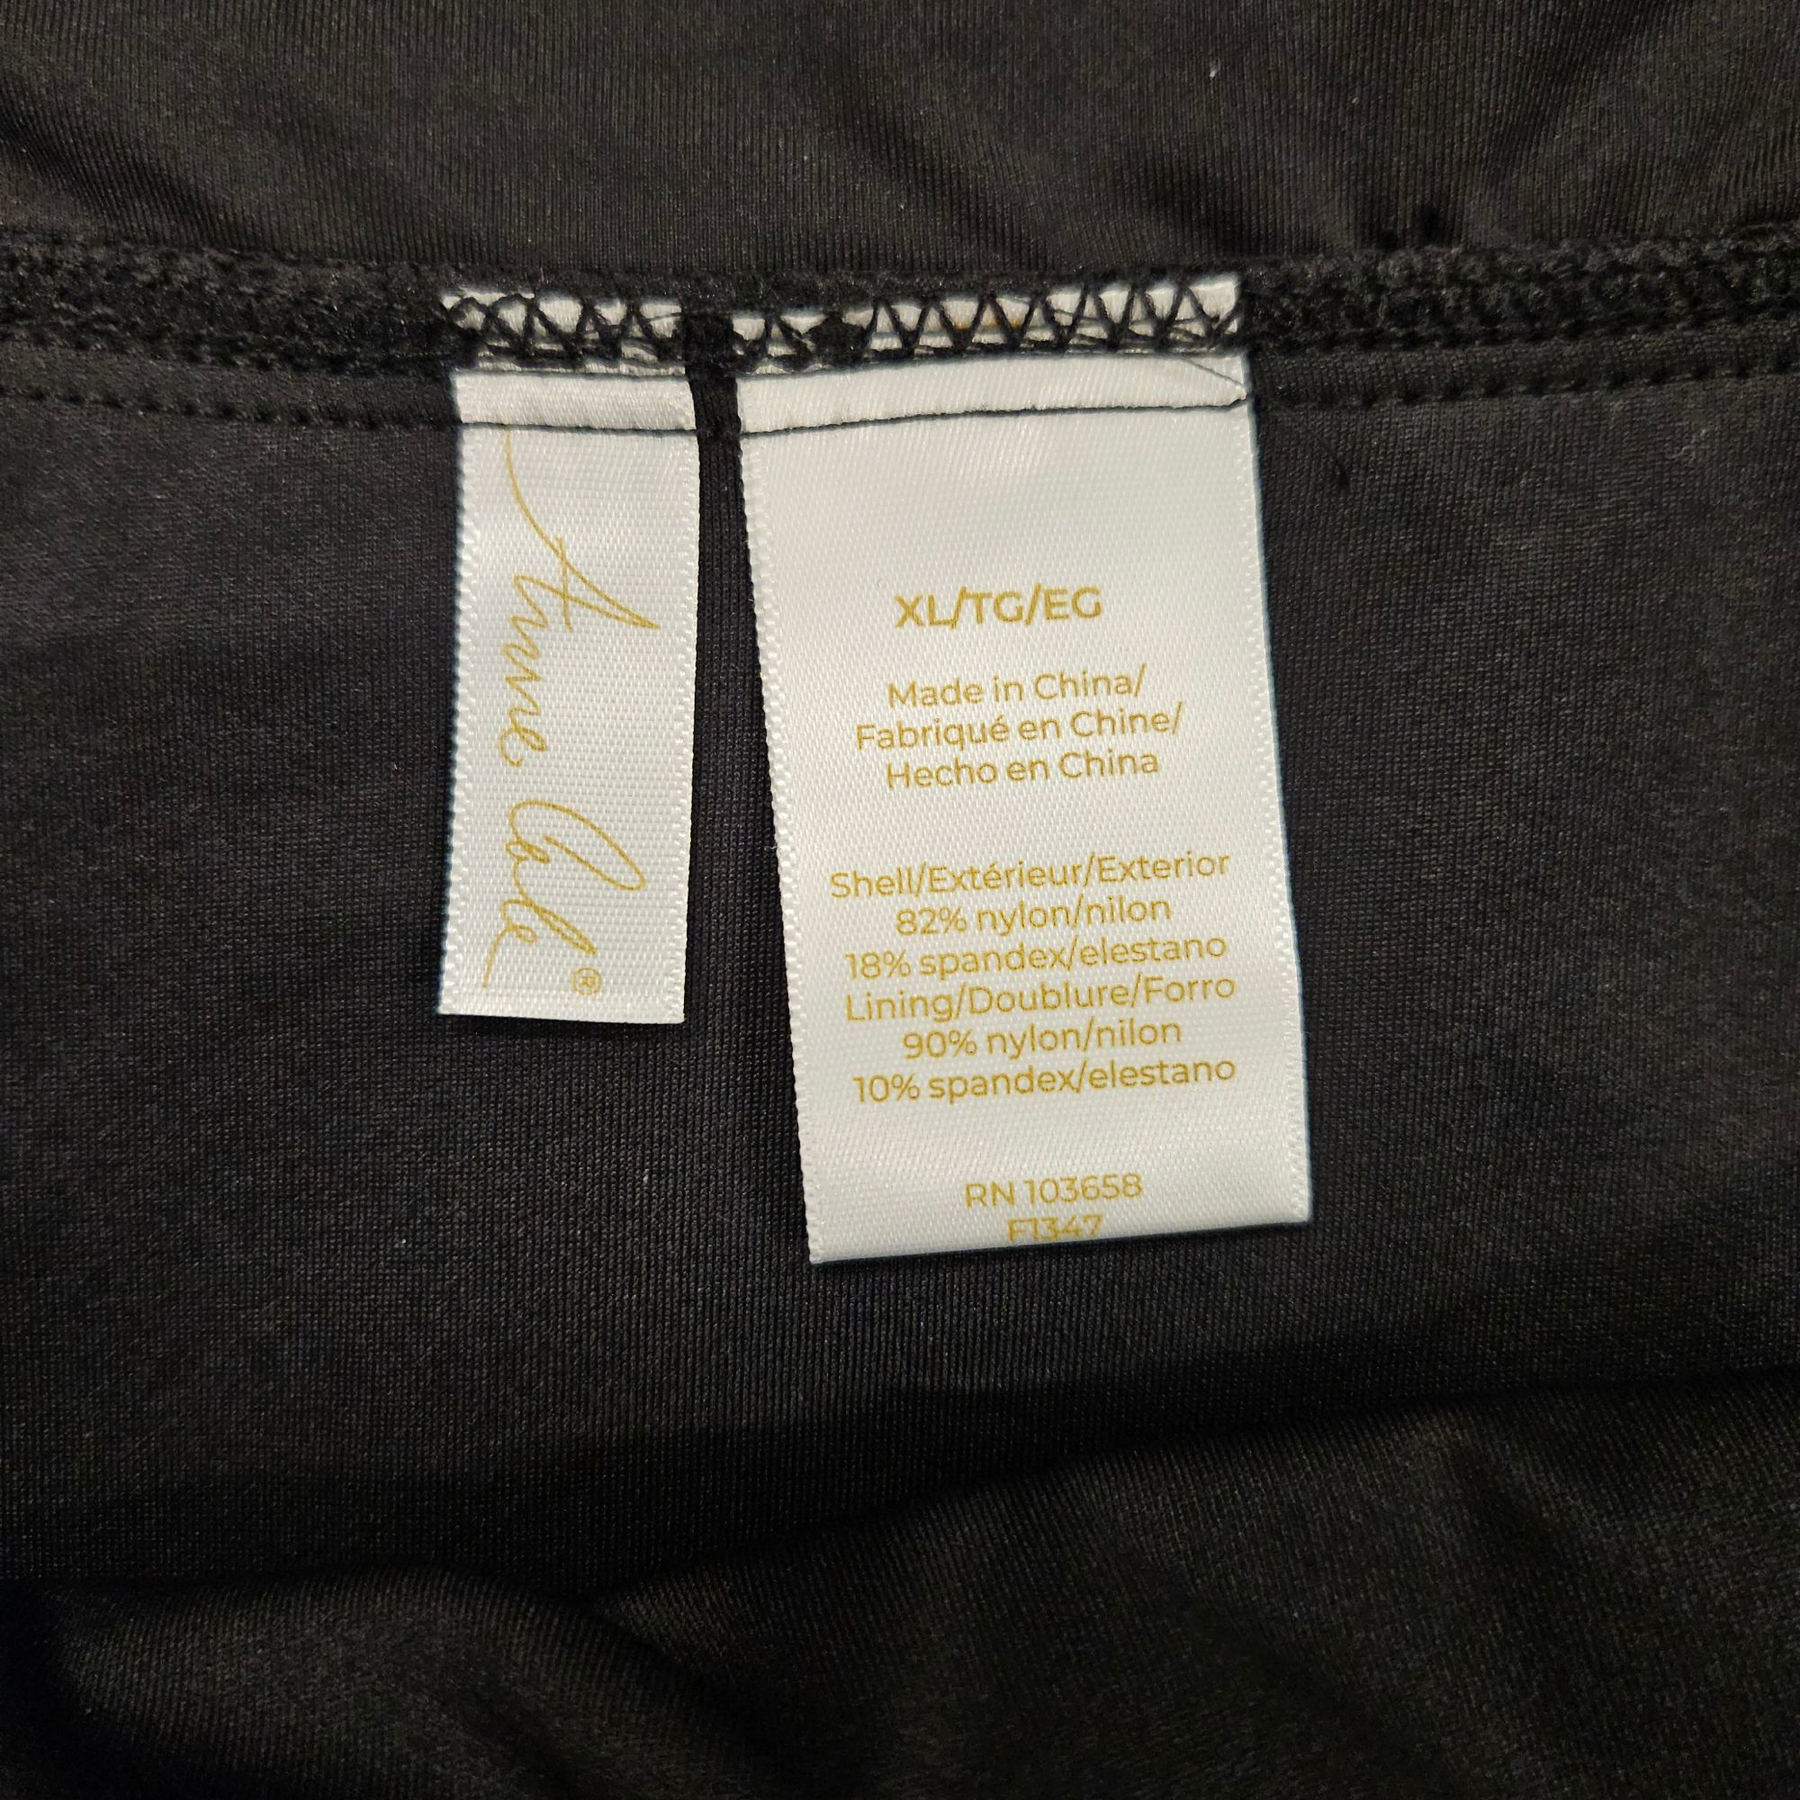 Anne Cole®
XL/TG/EG
Made in China/
Fabriqué en Chine/
Hecho en China
Shell/Extérieur/Exterior
82% nylon/nilon
18% spandex/elestano
Lining/Doublure/Forro
90% nylon/nilon
10% spandex/elestano
RN 103658
F1347